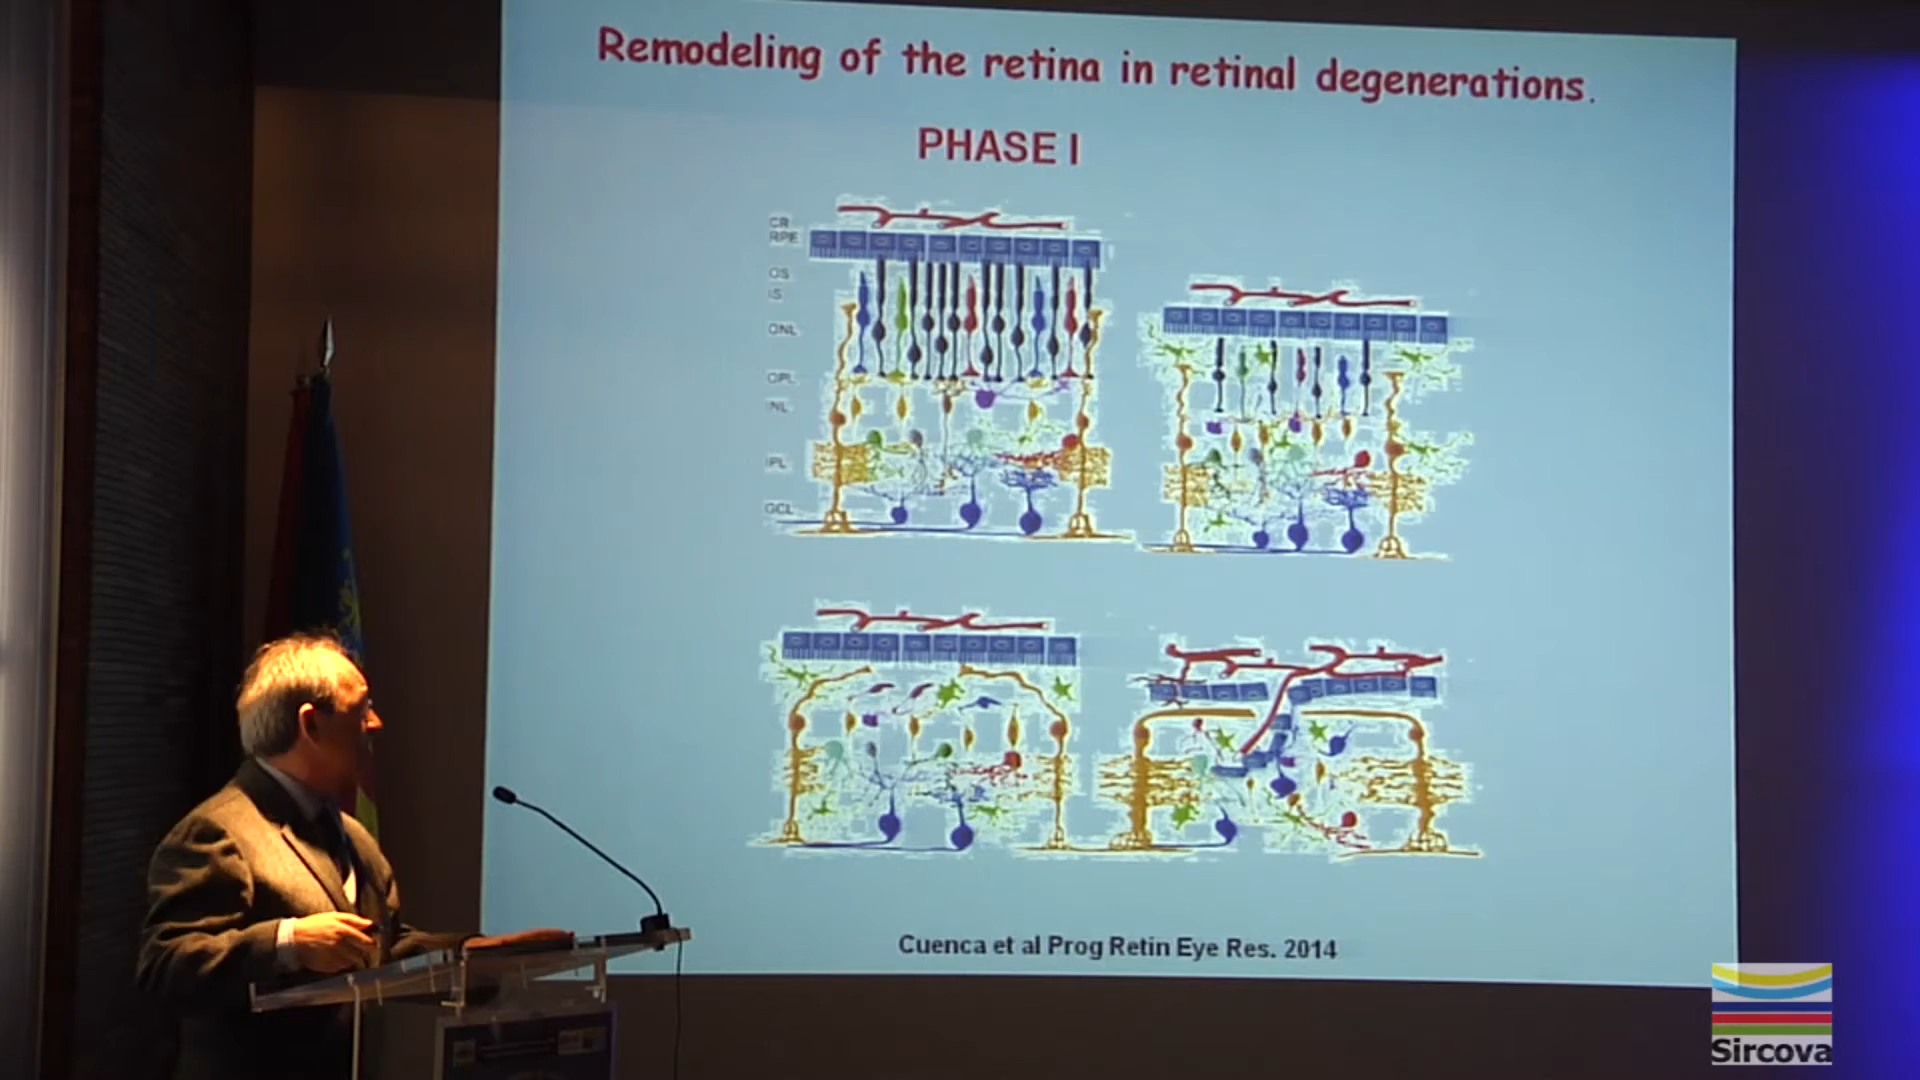 Remodeling of the retina in retinal degenerations.
PHASE I
CR
RPE
OS
IS
ONL
OPL
INL
IPL
GCL
Cuenca et al Prog Retin Eye Res. 2014
Sircova